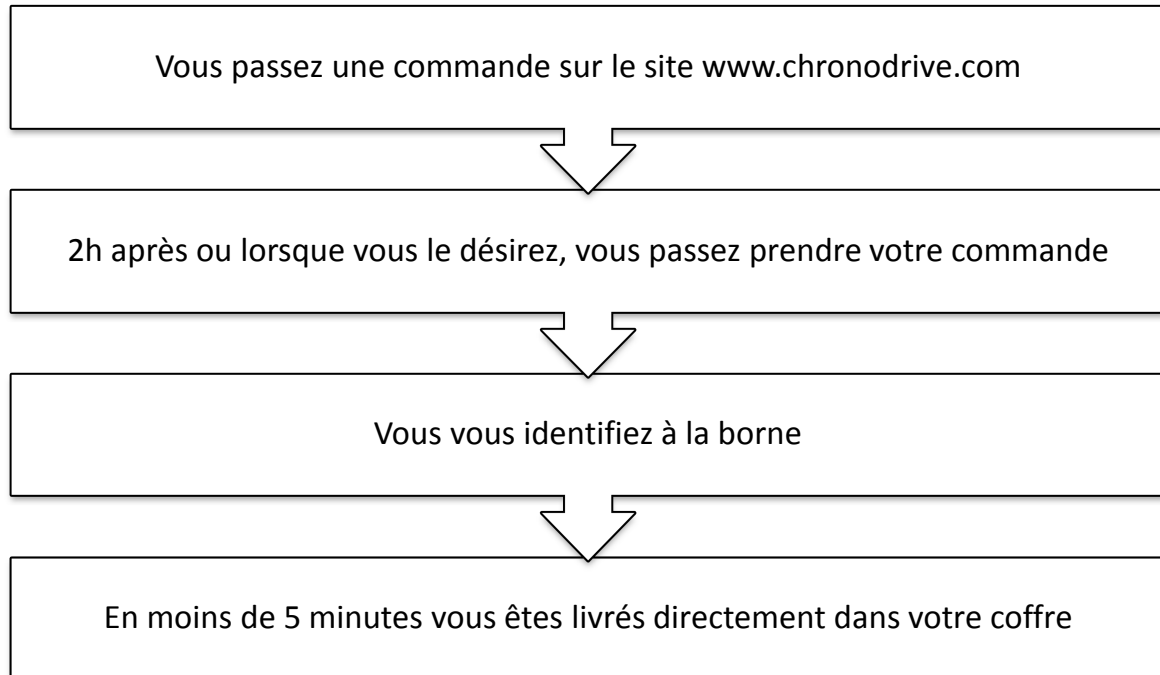 Vous passez une commande sur le site www.chronodrive.com
2h après ou lorsque vous le désirez, vous passez prendre votre commande
Vous vous identifiez à la borne
En moins de 5 minutes vous êtes livrés directement dans votre coffre